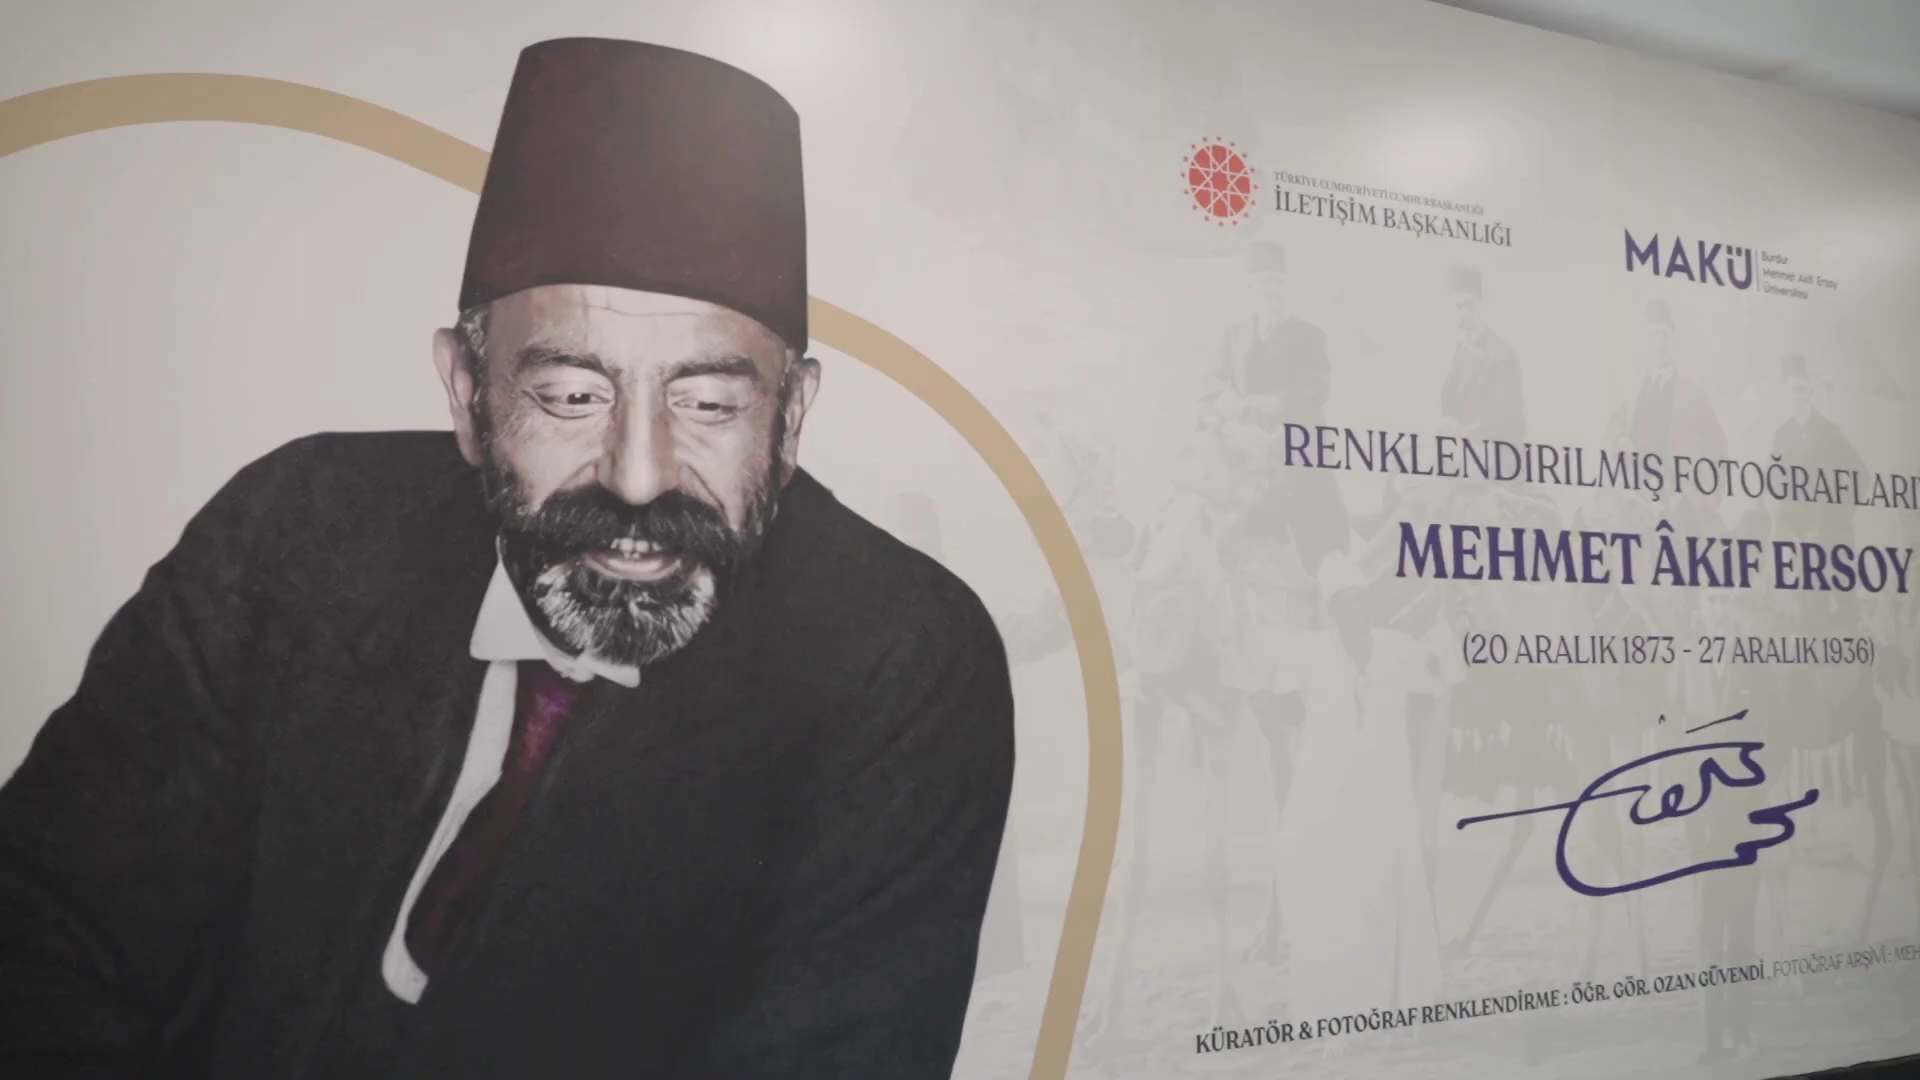 TÜRKİYE CUMHURİYETİ CUMHURBAŞKANLIĞI
İLETİŞİM BAŞKANLIĞI
MAKÜ
Burdur
Mehmet Akif Ersoy
Üniversitesi
RENKLENDİRİLMİŞ FOTOĞRAFLARI
MEHMET ÂKİF ERSOY
(20 ARALIK 1873 - 27 ARALIK 1936)
KÜRATÖR & FOTOĞRAF RENKLENDİRME : ÖĞR. GÖR. OZAN GÜVENDİ, FOTOĞRAF ARŞİVİ : MEH